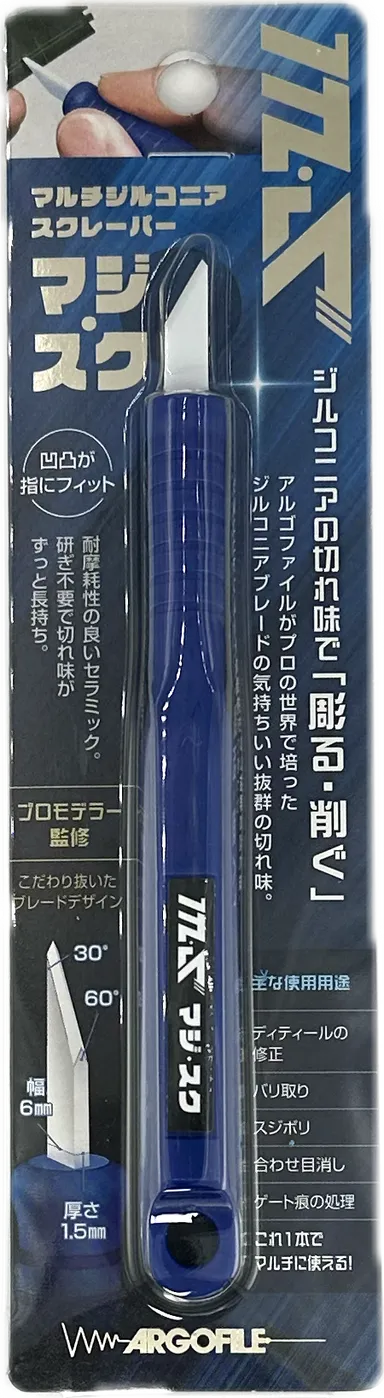 マルチジルコニア
スクレーパー
マジ・
スク
ジルコニアの切れ味で「彫る・削ぐ」
アルゴファイルがプロの世界で培った
ジルコニアブレードの気持ちいい抜群の切れ味。
凹凸が
指にフィット
耐摩耗性の良いセラミック。
研ぎ不要で切れ味が
ずっと長持ち。
プロモデラー
監修
こだわり抜いた
ブレードデザイン
30°
60°
幅
6mm
厚さ
1.5mm
マジ・スク
主な使用用途
ディティールの
修正
バリ取り
スジボリ
合わせ目消し
ゲート痕の処理
これ1本で
マルチに使える!
ARGOFILE